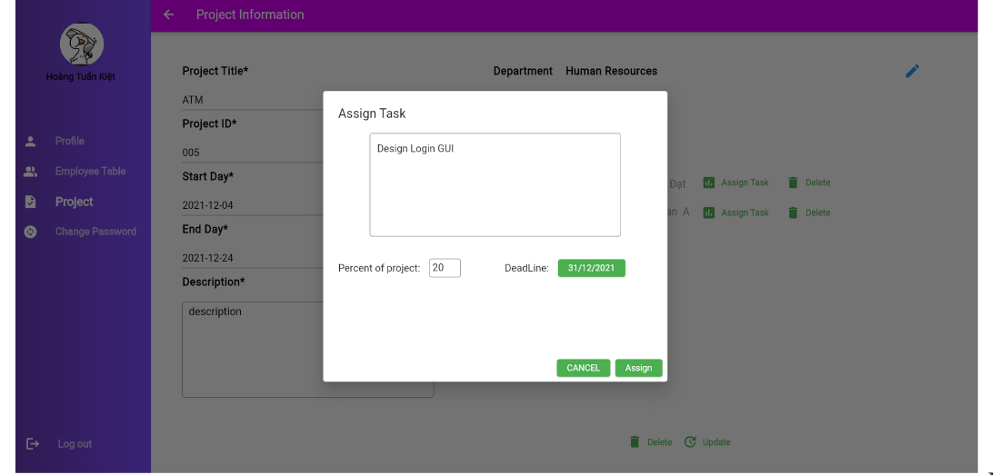 Project Information
Hoàng Tuấn Kiệt
Profile
Employee Table
Project
Change Password
Log out
Project Title*
Department Human Resources
ATM
Project ID*
005
Start Day*
2021-12-04
End Day*
2021-12-24
Description*
description
Đạt Assign Task Delete
A Assign Task Delete
Delete Update
Assign Task
Design Login GUI
Percent of project: 20 DeadLine: 31/12/2021
CANCEL Assign